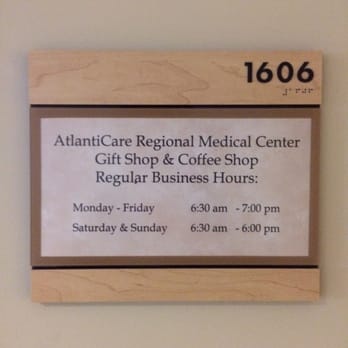 1606
AtlantiCare Regional Medical Center
Gift Shop & Coffee Shop
Regular Business Hours:
Monday - Friday 6:30 am - 7:00 pm
Saturday & Sunday 6:30 am - 6:00 pm